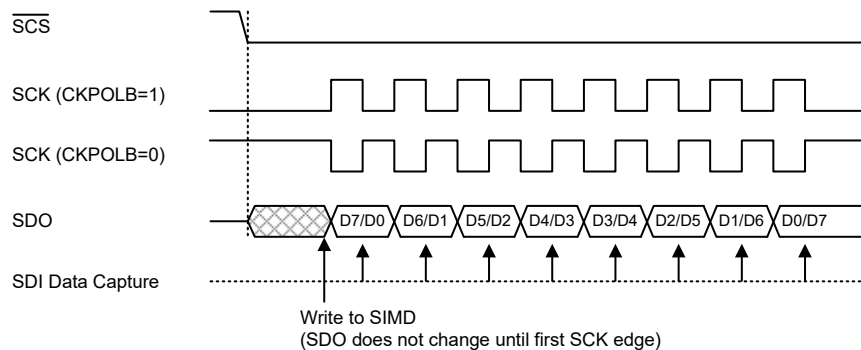 SCS
SCK (CKPOLB=1)
SCK (CKPOLB=0)
SDO
D7/D0 D6/D1 D5/D2 D4/D3 D3/D4 D2/D5 D1/D6 D0/D7
SDI Data Capture
Write to SIMD
(SDO does not change until first SCK edge)